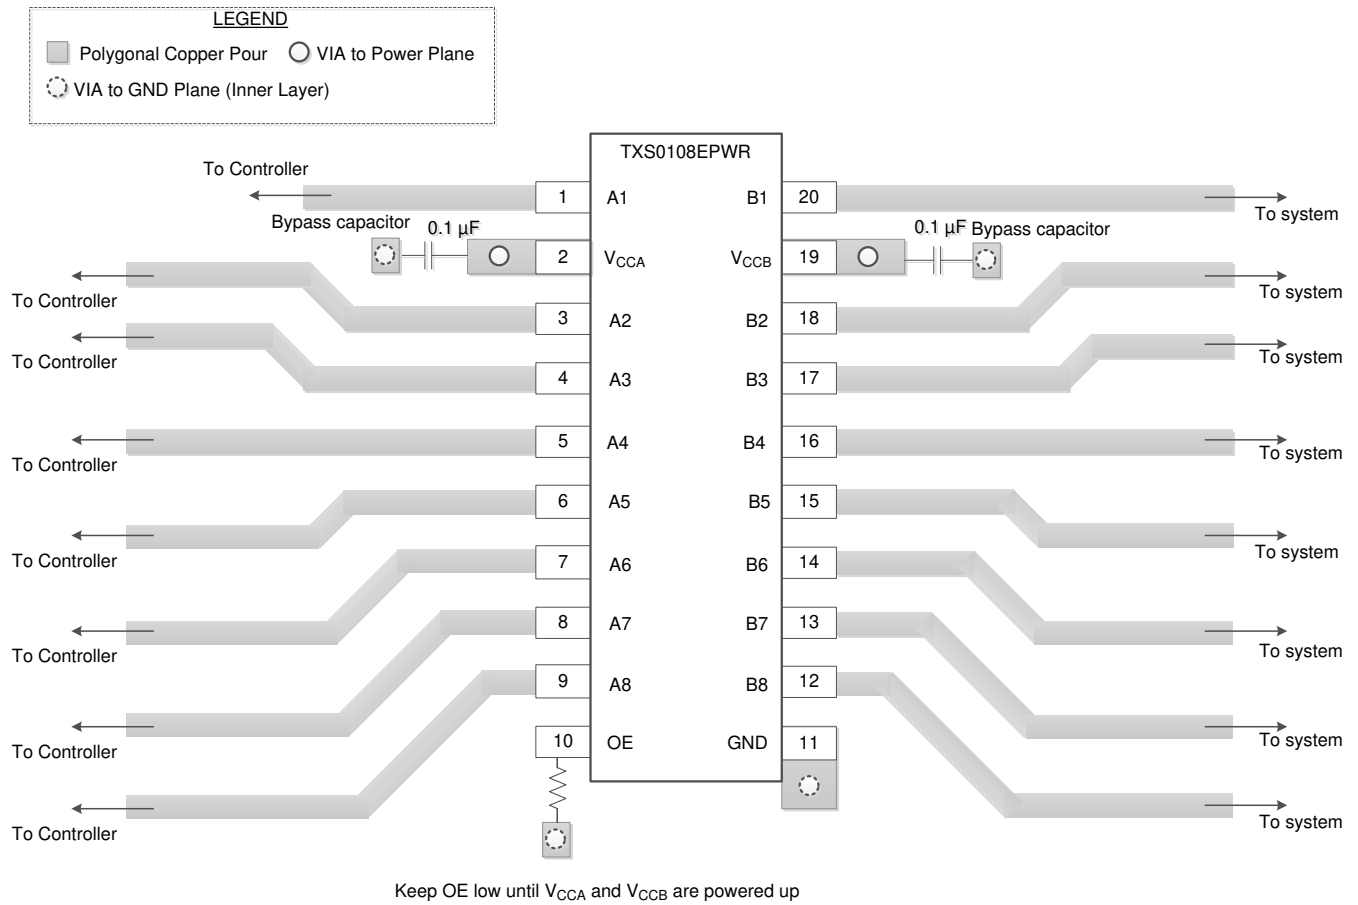 LEGEND
Polygonal Copper Pour
VIA to Power Plane
VIA to GND Plane (Inner Layer)
TXS0108EPWR
To Controller
1 A1
B1 20
To system
Bypass capacitor
0.1 µF
2 VCCA
VCCB 19
0.1 µF
Bypass capacitor
To Controller
3 A2
B2 18
To system
To Controller
4 A3
B3 17
To system
To Controller
5 A4
B4 16
To system
To Controller
6 A5
B5 15
To system
To Controller
7 A6
B6 14
To system
To Controller
8 A7
B7 13
To system
To Controller
9 A8
B8 12
To system
10 OE
GND 11
Keep OE low until VCCA and VCCB are powered up